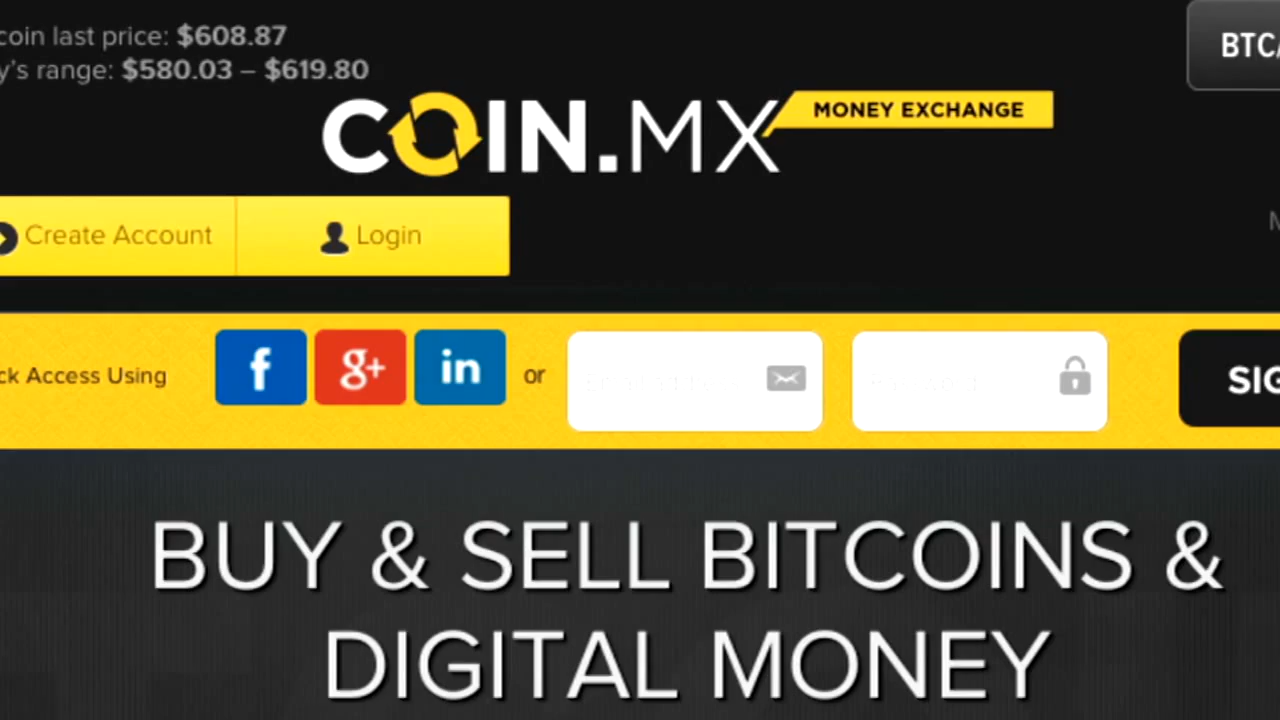 coin last price: $608.87
y's range: $580.03 – $619.80
BTC/
COIN.MX
MONEY EXCHANGE
Create Account
Login
M
ck Access Using
f
g+
in
or
SIG
BUY & SELL BITCOINS &
DIGITAL MONEY